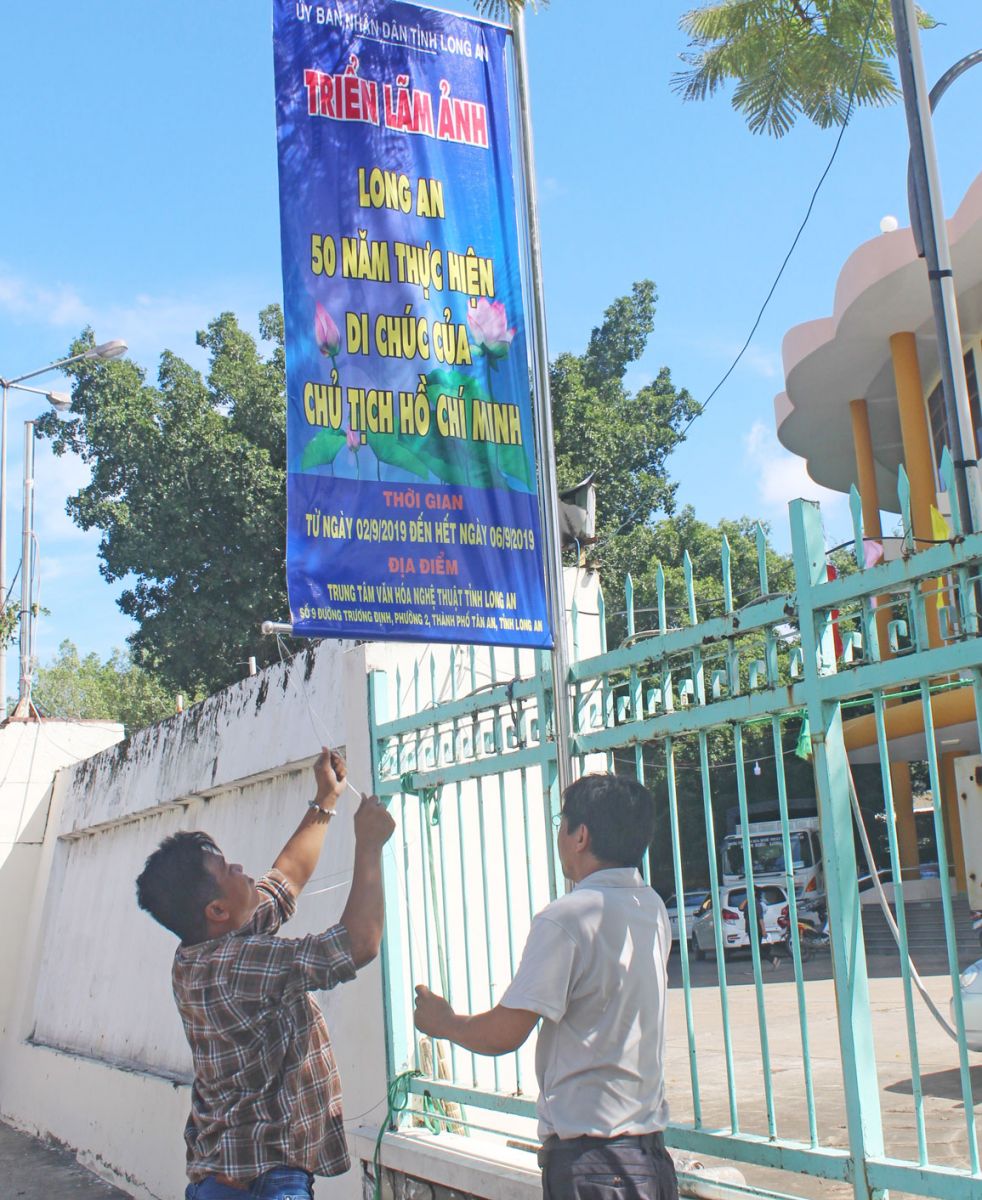 ỦY BAN NHÂN DÂN TỈNH LONG AN
TRIỂN LÃM ẢNH
LONG AN
50 NĂM THỰC HIỆN
DI CHÚC CỦA
CHỦ TỊCH HỒ CHÍ MINH
THỜI GIAN
TỪ NGÀY 02/9/2019 ĐẾN HẾT NGÀY 06/9/2019
ĐỊA ĐIỂM
TRUNG TÂM VĂN HÓA NGHỆ THUẬT TỈNH LONG AN
SỐ 9 ĐƯỜNG TRƯƠNG ĐỊNH, PHƯỜNG 2, THÀNH PHỐ TÂN AN, TỈNH LONG AN